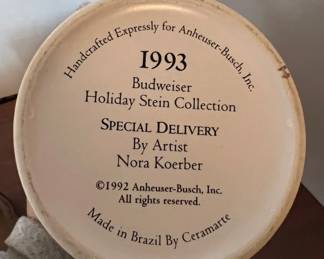 Handcrafted Expressly for Anheuser-Busch, Inc.
1993
Budweiser
Holiday Stein Collection
SPECIAL DELIVERY
By Artist
Nora Koerber
©1992 Anheuser-Busch, Inc.
All rights reserved.
Made in Brazil By Ceramarte